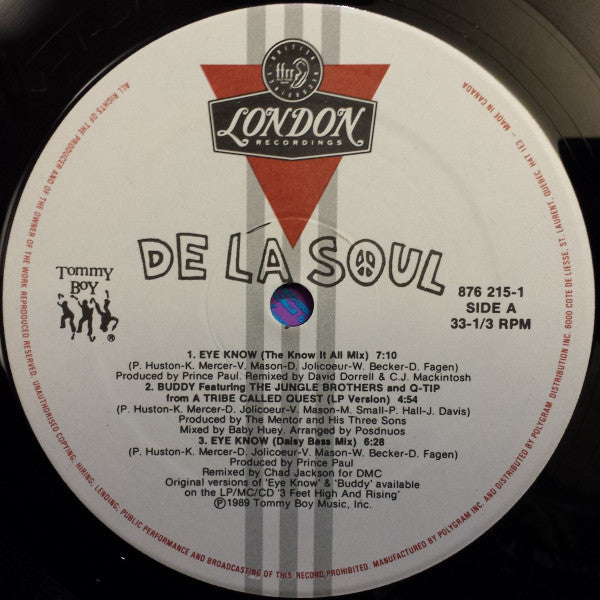 ffrr
LONDON
RECORDINGS
DE LA SOUL
TOMMY
BOY
®
876 215-1
SIDE A
33-1/3 RPM
1. EYE KNOW (The Know It All Mix) 7:10
(P. Huston-K. Mercer-V. Mason-D. Jolicoeur-W. Becker-D. Fagen)
Produced by Prince Paul. Remixed by David Dorrell & C.J. Mackintosh
2. BUDDY Featuring THE JUNGLE BROTHERS and Q-TIP
from A TRIBE CALLED QUEST (LP Version) 4:54
(P. Huston-K. Mercer-D. Jolicoeur-V. Mason-M. Small-P. Hall-J. Davis)
Produced by The Mentor and His Three Sons
Mixed by Baby Huey. Arranged by Posdnuos
3. EYE KNOW (Daisy Bass Mix) 6:28
(P. Huston-K. Mercer-D. Jolicoeur-V. Mason-W. Becker-D. Fagen)
Produced by Prince Paul
Remixed by Chad Jackson for DMC
Original versions of 'Eye Know' & 'Buddy' available
on the LP/MC/CD '3 Feet High And Rising'
℗1989 Tommy Boy Music, Inc.
ALL RIGHTS OF THE PRODUCER AND OF THE OWNER OF THE WORK REPRODUCED RESERVED. UNAUTHORISED COPYING, HIRING, LENDING, PUBLIC PERFORMANCE AND BROADCASTING OF THIS RECORD PROHIBITED. MANUFACTURED BY POLYGRAM INC. AND DISTRIBUTED BY POLYGRAM DISTRIBUTION INC. 6000 COTE DE LIESSE, ST. LAURENT, QUEBEC H4T 1E3 - MADE IN CANADA